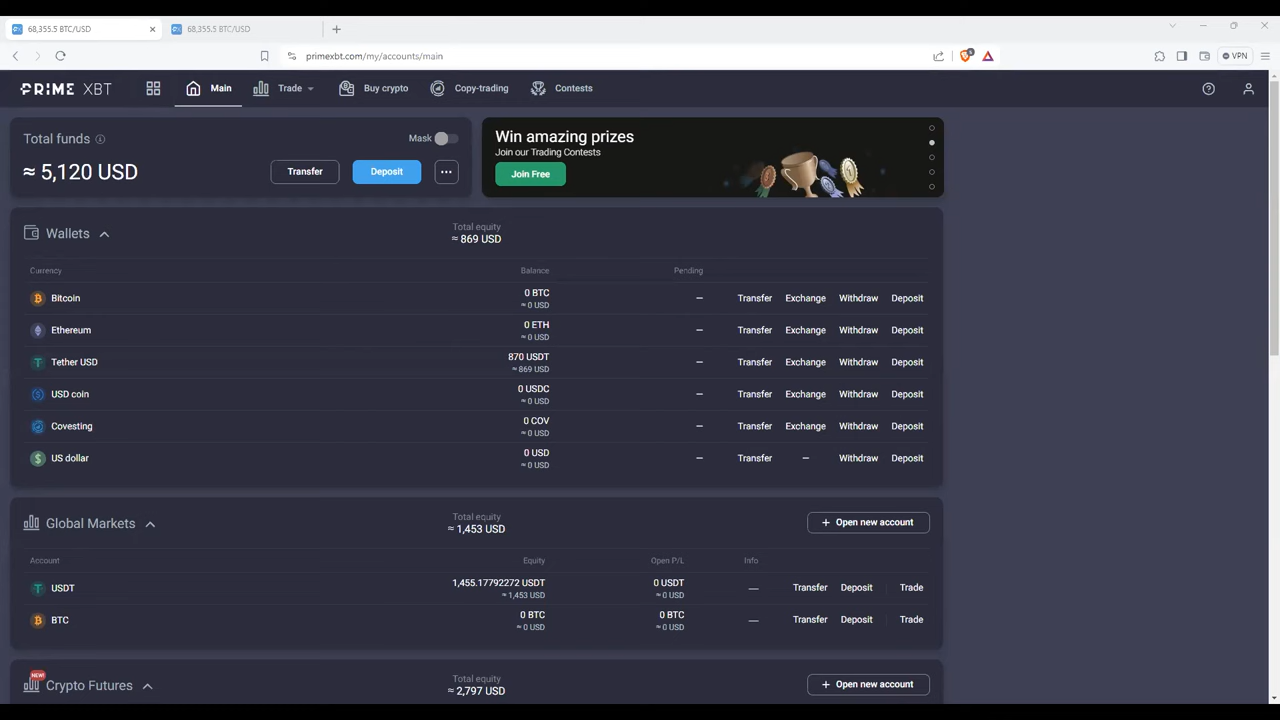 68,355.5 BTC/USD
68,355.5 BTC/USD
primexbt.com/my/accounts/main
VPN
PRIME XBT
Main
Trade
Buy crypto
Copy-trading
Contests
Total funds
Mask
≈ 5,120 USD
Transfer
Deposit
Win amazing prizes
Join our Trading Contests
Join Free
Wallets
Total equity
≈ 869 USD
Currency Balance Pending
Bitcoin 0 BTC – Transfer Exchange Withdraw Deposit
≈ 0 USD
Ethereum 0 ETH – Transfer Exchange Withdraw Deposit
≈ 0 USD
Tether USD 870 USDT – Transfer Exchange Withdraw Deposit
≈ 869 USD
USD coin 0 USDC – Transfer Exchange Withdraw Deposit
≈ 0 USD
Covesting 0 COV – Transfer Exchange Withdraw Deposit
≈ 0 USD
US dollar 0 USD – Transfer – Withdraw Deposit
≈ 0 USD
Global Markets
Total equity
≈ 1,453 USD
+ Open new account
Account Equity Open P/L Info
USDT 1,455.17792272 USDT 0 USDT — Transfer Deposit Trade
≈ 1,453 USD ≈ 0 USD
BTC 0 BTC 0 BTC — Transfer Deposit Trade
≈ 0 USD ≈ 0 USD
NEW!
Crypto Futures
Total equity
≈ 2,797 USD
+ Open new account